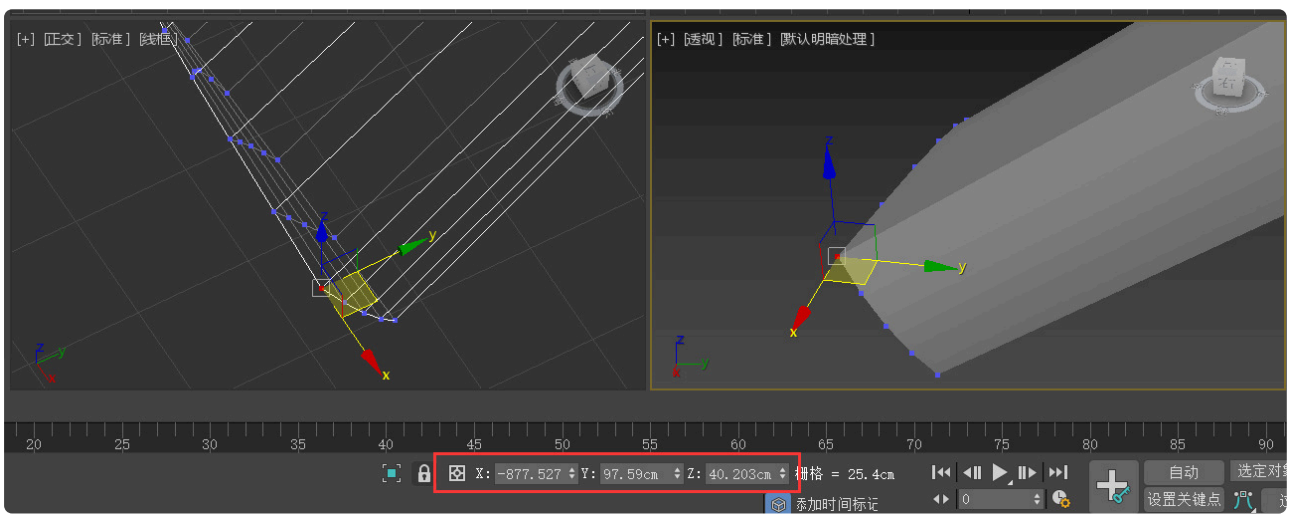 [+] [正交] [标准] [线框]
[+] [透视] [标准] [默认明暗处理]
右
z
y
x
z
y
x
z
y
x
z
y
x
20 25 30 35 40 45 50 55 60 65 70 75 80 85 90
X: -877.527 Y: 97.59cm Z: 40.203cm 栅格 = 25.4cm
自动 选定对
添加时间标记
0
设置关键点